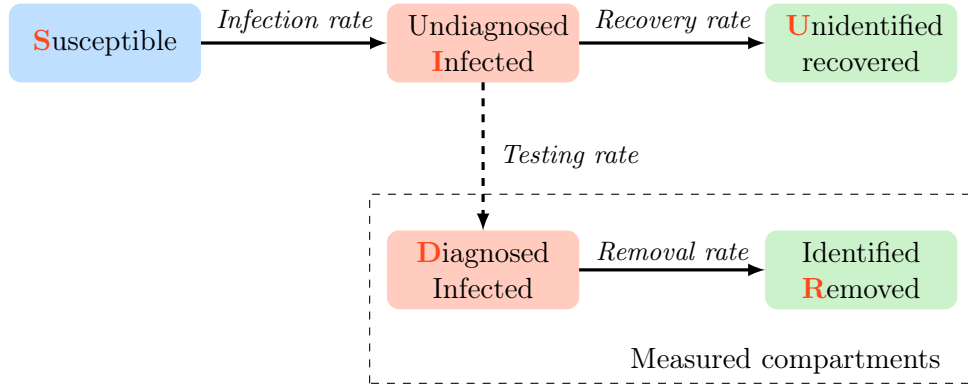 Susceptible
Infection rate
Undiagnosed
Infected
Recovery rate
Unidentified
recovered
Testing rate
Diagnosed
Infected
Removal rate
Identified
Removed
Measured compartments